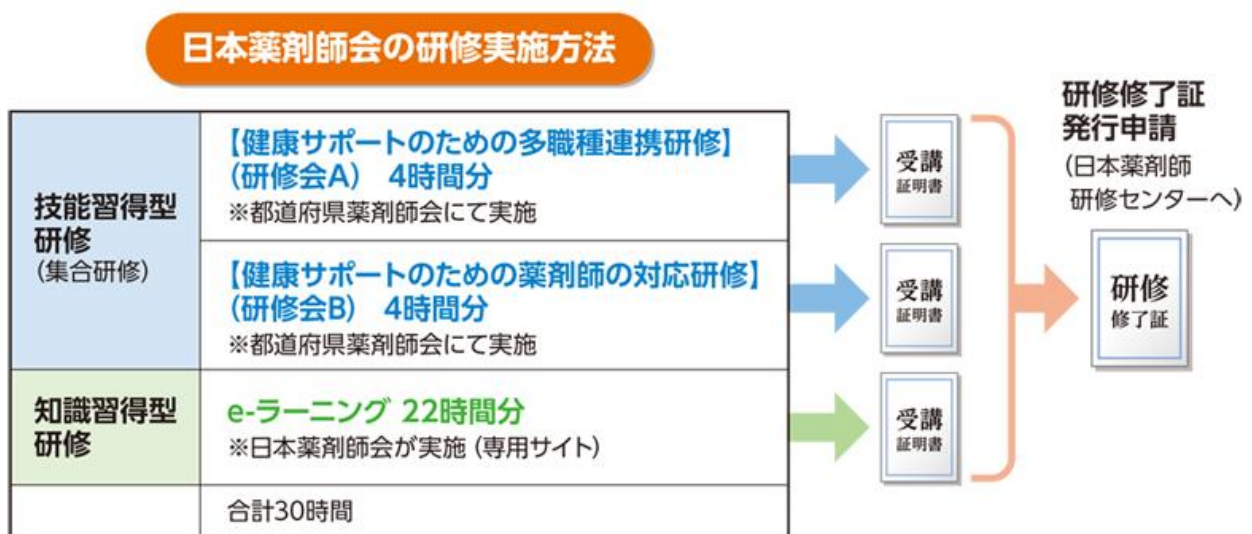 日本薬剤師会の研修実施方法
技能習得型
研修
(集合研修)
【健康サポートのための多職種連携研修】
(研修会A) 4時間分
※都道府県薬剤師会にて実施
【健康サポートのための薬剤師の対応研修】
(研修会B) 4時間分
※都道府県薬剤師会にて実施
知識習得型
研修
e-ラーニング 22時間分
※日本薬剤師会が実施 (専用サイト)
合計30時間
受講
証明書
受講
証明書
受講
証明書
研修修了証
発行申請
(日本薬剤師
研修センターへ)
研修
修了証